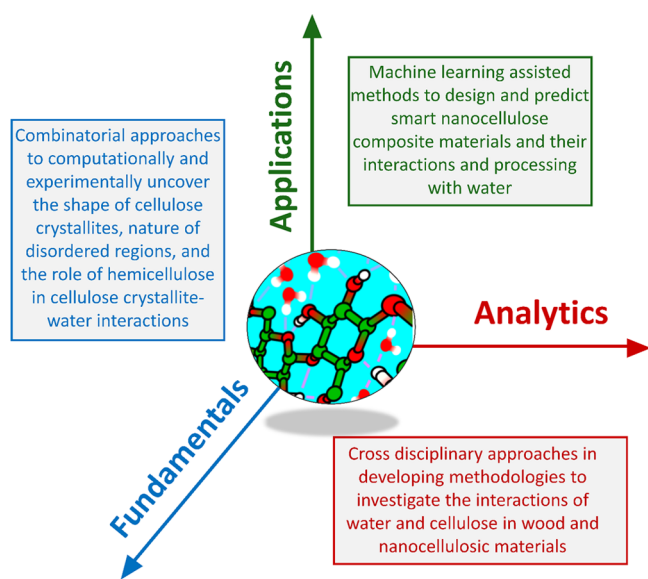 Applications
Machine learning assisted
methods to design and predict
smart nanocellulose
composite materials and their
interactions and processing
with water
Combinatorial approaches
to computationally and
experimentally uncover
the shape of cellulose
crystallites, nature of
disordered regions, and
the role of hemicellulose
in cellulose crystallite-
water interactions
Analytics
Fundamentals
Cross disciplinary approaches in
developing methodologies to
investigate the interactions of
water and cellulose in wood and
nanocellulosic materials